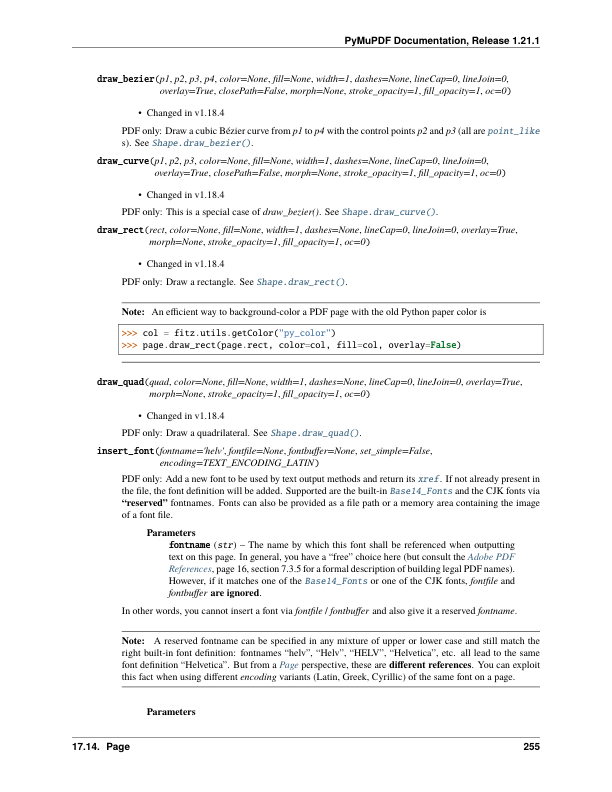 PyMuPDF Documentation, Release 1.21.1
draw_bezier(p1, p2, p3, p4, color=None, fill=None, width=1, dashes=None, lineCap=0, lineJoin=0,
overlay=True, closePath=False, morph=None, stroke_opacity=1, fill_opacity=1, oc=0)
• Changed in v1.18.4
PDF only: Draw a cubic Bézier curve from p1 to p4 with the control points p2 and p3 (all are point_like
s). See Shape.draw_bezier().
draw_curve(p1, p2, p3, color=None, fill=None, width=1, dashes=None, lineCap=0, lineJoin=0,
overlay=True, closePath=False, morph=None, stroke_opacity=1, fill_opacity=1, oc=0)
• Changed in v1.18.4
PDF only: This is a special case of draw_bezier(). See Shape.draw_curve().
draw_rect(rect, color=None, fill=None, width=1, dashes=None, lineCap=0, lineJoin=0, overlay=True,
morph=None, stroke_opacity=1, fill_opacity=1, oc=0)
• Changed in v1.18.4
PDF only: Draw a rectangle. See Shape.draw_rect().
Note: An efficient way to background-color a PDF page with the old Python paper color is
>>> col = fitz.utils.getColor("py_color")
>>> page.draw_rect(page.rect, color=col, fill=col, overlay=False)
draw_quad(quad, color=None, fill=None, width=1, dashes=None, lineCap=0, lineJoin=0, overlay=True,
morph=None, stroke_opacity=1, fill_opacity=1, oc=0)
• Changed in v1.18.4
PDF only: Draw a quadrilateral. See Shape.draw_quad().
insert_font(fontname='helv', fontfile=None, fontbuffer=None, set_simple=False,
encoding=TEXT_ENCODING_LATIN)
PDF only: Add a new font to be used by text output methods and return its xref. If not already present in
the file, the font definition will be added. Supported are the built-in Base14_Fonts and the CJK fonts via
“reserved” fontnames. Fonts can also be provided as a file path or a memory area containing the image
of a font file.
Parameters
fontname (str) – The name by which this font shall be referenced when outputting
text on this page. In general, you have a “free” choice here (but consult the Adobe PDF
References, page 16, section 7.3.5 for a formal description of building legal PDF names).
However, if it matches one of the Base14_Fonts or one of the CJK fonts, fontfile and
fontbuffer are ignored.
In other words, you cannot insert a font via fontfile / fontbuffer and also give it a reserved fontname.
Note: A reserved fontname can be specified in any mixture of upper or lower case and still match the
right built-in font definition: fontnames “helv”, “Helv”, “HELV”, “Helvetica”, etc. all lead to the same
font definition “Helvetica”. But from a Page perspective, these are different references. You can exploit
this fact when using different encoding variants (Latin, Greek, Cyrillic) of the same font on a page.
Parameters
17.14. Page
255